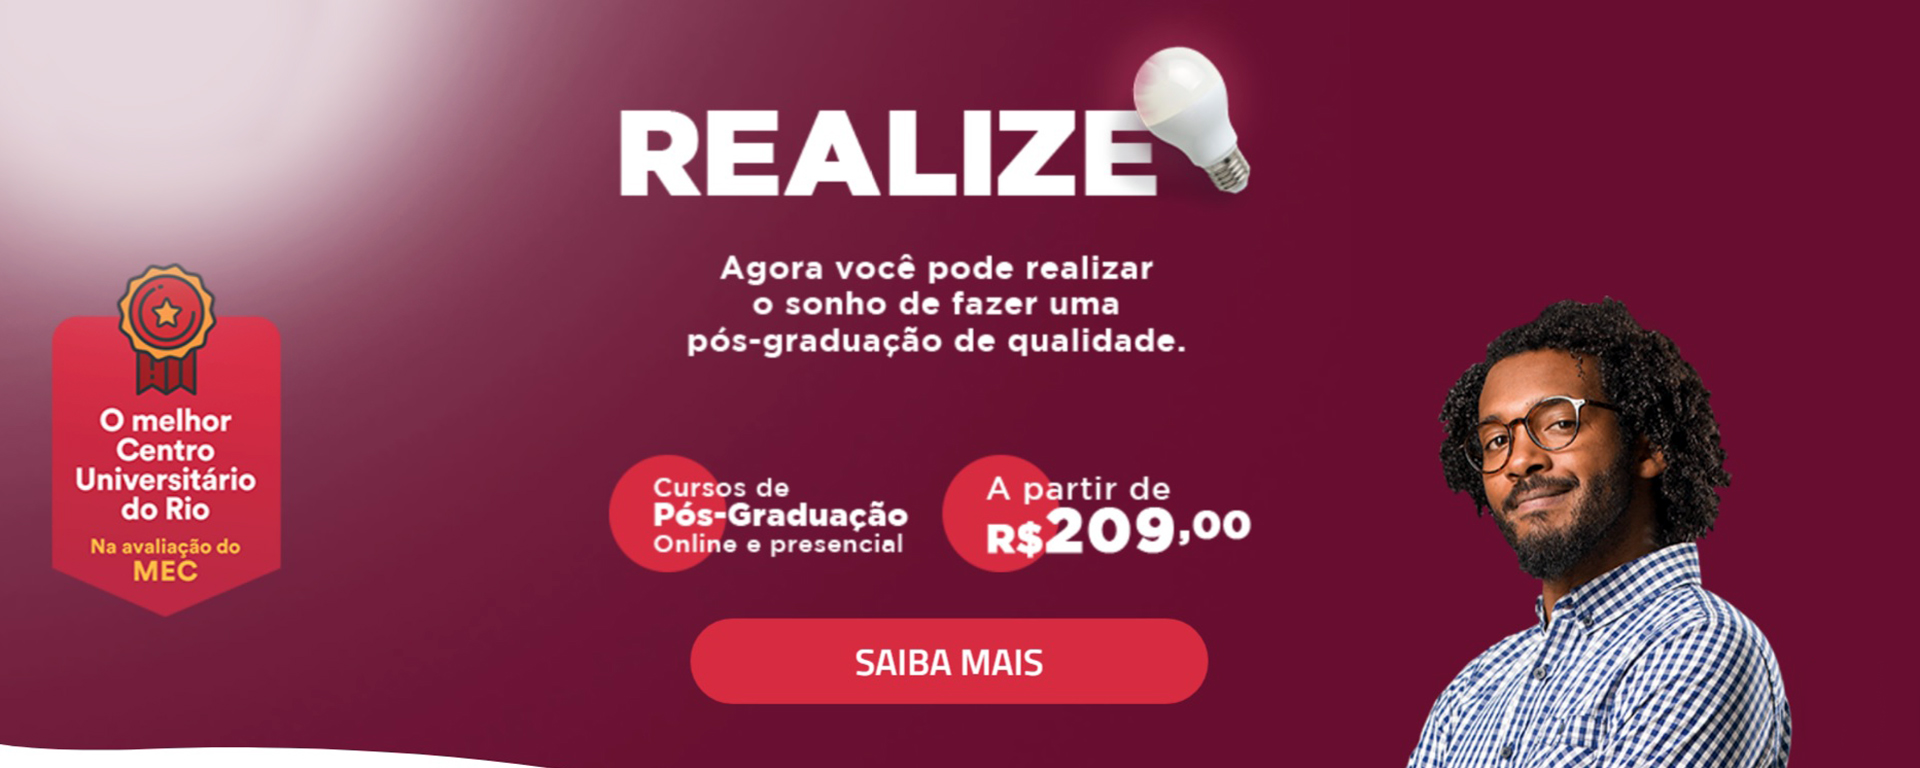 REALIZE
Agora você pode realizar
o sonho de fazer uma
pós-graduação de qualidade.
O melhor
Centro
Universitário
do Rio
Na avaliação do
MEC
Cursos de
Pós-Graduação
Online e presencial
A partir de
R$209,00
SAIBA MAIS